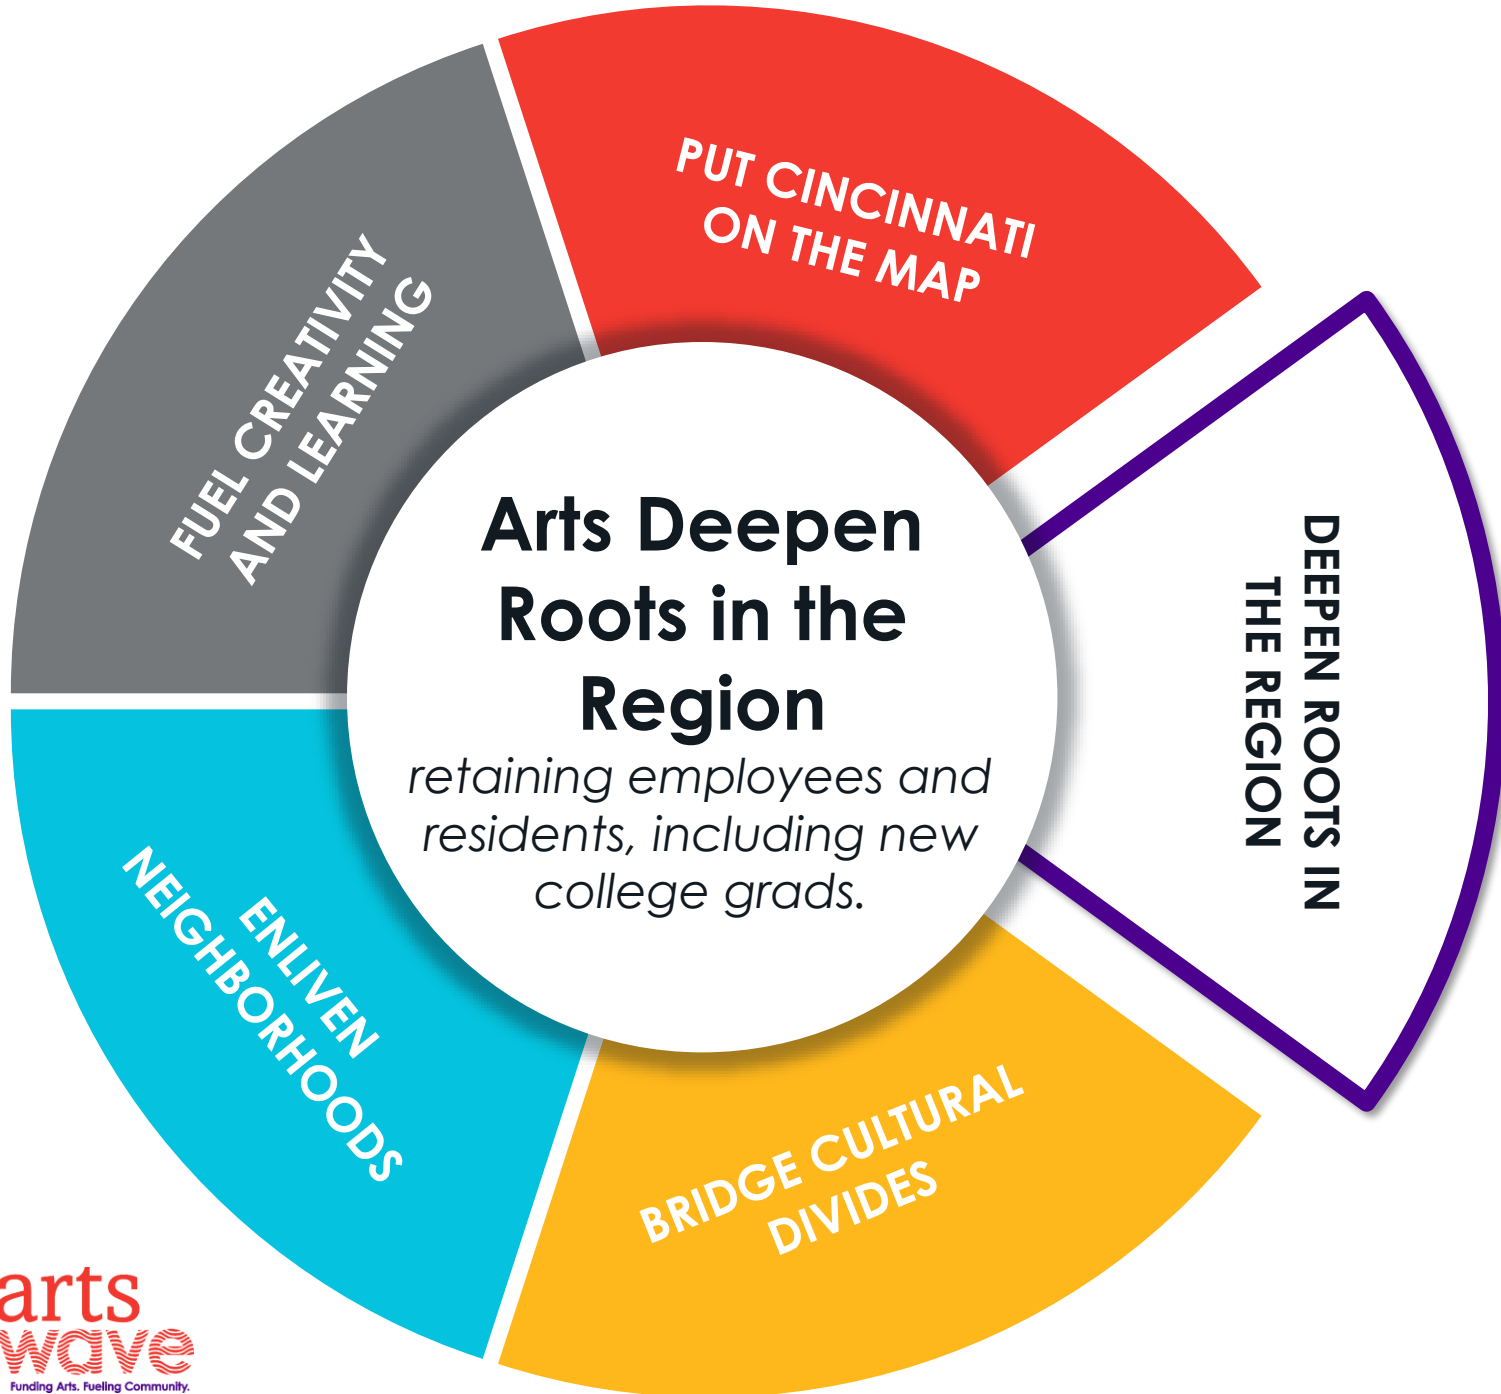 PUT CINCINNATI
ON THE MAP
FUEL CREATIVITY
AND LEARNING
DEEPEN ROOTS IN
THE REGION
Arts Deepen
Roots in the
Region
retaining employees and
residents, including new
college grads.
ENLIVEN
NEIGHBORHOODS
BRIDGE CULTURAL
DIVIDES
arts
wave
Funding Arts. Fueling Community.